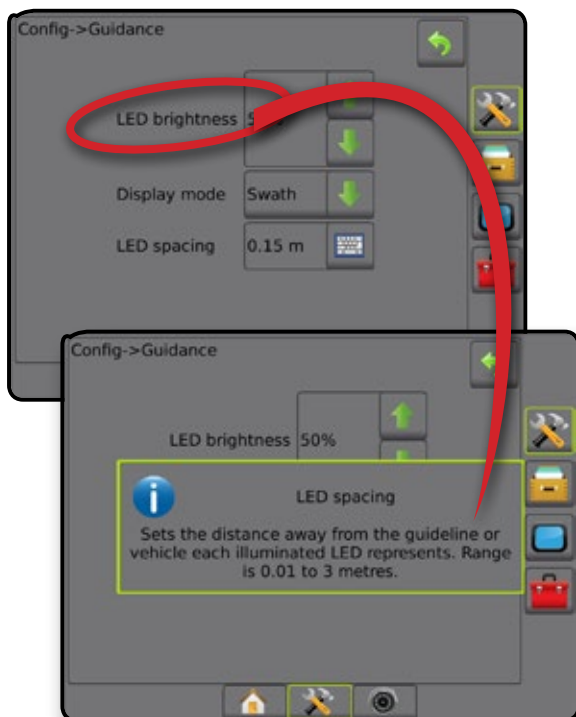 Config->Guidance
LED brightness
Display mode Swath
LED spacing 0.15 m
Config->Guidance
LED brightness 50%
LED spacing
Sets the distance away from the guideline or
vehicle each illuminated LED represents. Range
is 0.01 to 3 metres.